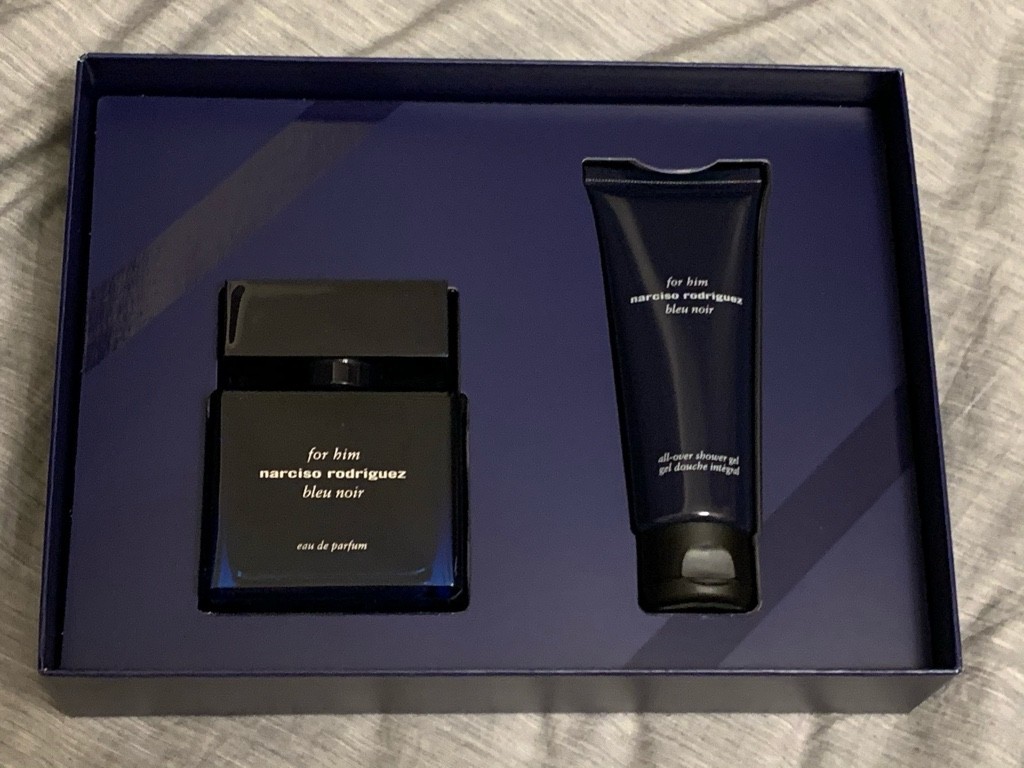 for him
narciso rodriguez
bleu noir
eau de parfum
for him
narciso rodriguez
bleu noir
all-over shower gel
gel douche intégral